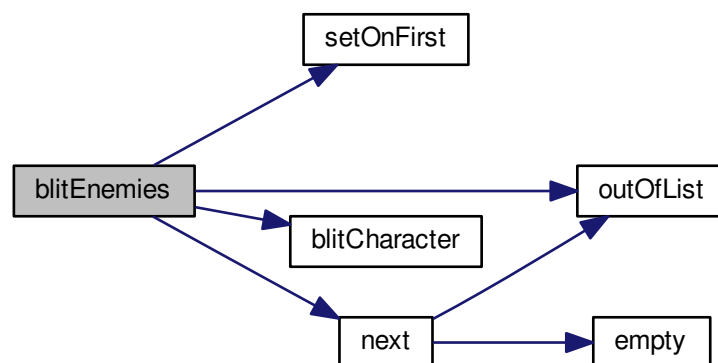 setOnFirst
blitEnemies
outOfList
blitCharacter
next
empty